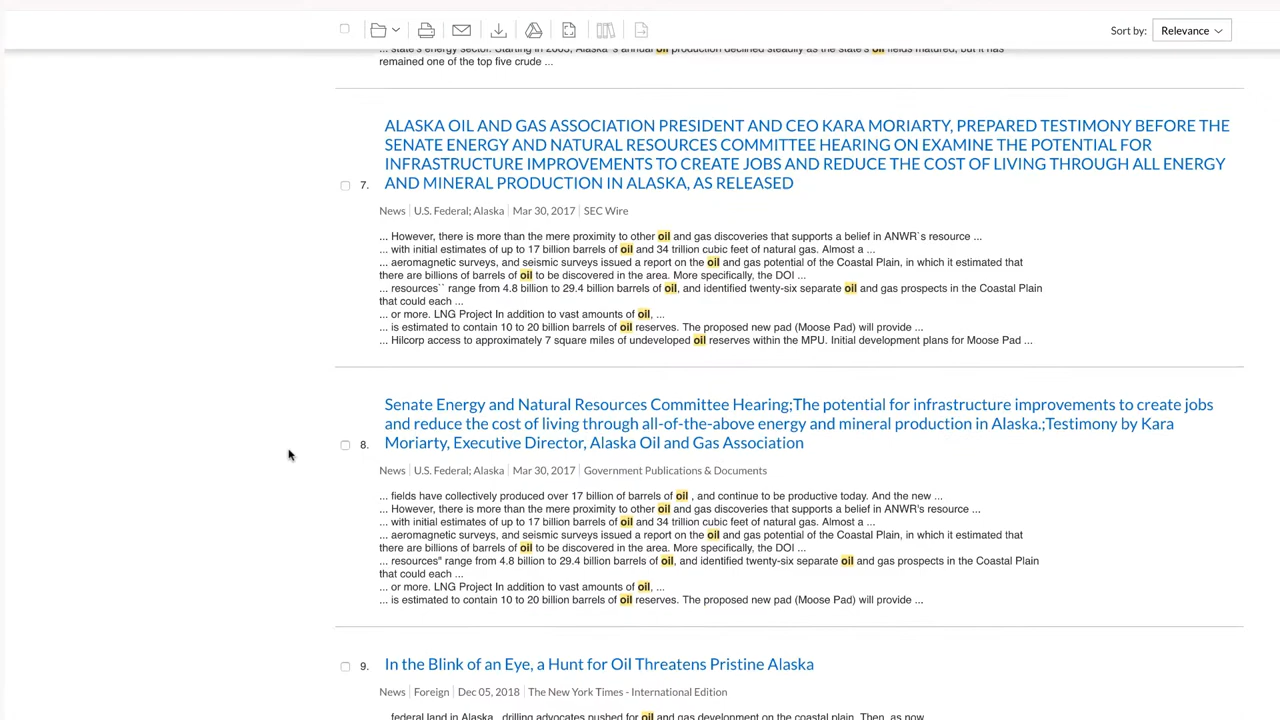 Sort by: Relevance
... state's energy sector. Starting in 2003, Alaska's annual oil production declined steadily as the state's oil fields matured, but it has
remained one of the top five crude ...
7.
ALASKA OIL AND GAS ASSOCIATION PRESIDENT AND CEO KARA MORIARTY, PREPARED TESTIMONY BEFORE THE
SENATE ENERGY AND NATURAL RESOURCES COMMITTEE HEARING ON EXAMINE THE POTENTIAL FOR
INFRASTRUCTURE IMPROVEMENTS TO CREATE JOBS AND REDUCE THE COST OF LIVING THROUGH ALL ENERGY
AND MINERAL PRODUCTION IN ALASKA, AS RELEASED
News | U.S. Federal; Alaska | Mar 30, 2017 | SEC Wire
... However, there is more than the mere proximity to other oil and gas discoveries that supports a belief in ANWR`s resource ...
... with initial estimates of up to 17 billion barrels of oil and 34 trillion cubic feet of natural gas. Almost a ...
... aeromagnetic surveys, and seismic surveys issued a report on the oil and gas potential of the Coastal Plain, in which it estimated that
there are billions of barrels of oil to be discovered in the area. More specifically, the DOI ...
... resources`` range from 4.8 billion to 29.4 billion barrels of oil, and identified twenty-six separate oil and gas prospects in the Coastal Plain
that could each ...
... or more. LNG Project In addition to vast amounts of oil, ...
... is estimated to contain 10 to 20 billion barrels of oil reserves. The proposed new pad (Moose Pad) will provide ...
... Hilcorp access to approximately 7 square miles of undeveloped oil reserves within the MPU. Initial development plans for Moose Pad ...
8.
Senate Energy and Natural Resources Committee Hearing;The potential for infrastructure improvements to create jobs
and reduce the cost of living through all-of-the-above energy and mineral production in Alaska.;Testimony by Kara
Moriarty, Executive Director, Alaska Oil and Gas Association
News | U.S. Federal; Alaska | Mar 30, 2017 | Government Publications & Documents
... fields have collectively produced over 17 billion of barrels of oil , and continue to be productive today. And the new ...
... However, there is more than the mere proximity to other oil and gas discoveries that supports a belief in ANWR's resource ...
... with initial estimates of up to 17 billion barrels of oil and 34 trillion cubic feet of natural gas. Almost a ...
... aeromagnetic surveys, and seismic surveys issued a report on the oil and gas potential of the Coastal Plain, in which it estimated that
there are billions of barrels of oil to be discovered in the area. More specifically, the DOI ...
... resources" range from 4.8 billion to 29.4 billion barrels of oil, and identified twenty-six separate oil and gas prospects in the Coastal Plain
that could each ...
... or more. LNG Project In addition to vast amounts of oil, ...
... is estimated to contain 10 to 20 billion barrels of oil reserves. The proposed new pad (Moose Pad) will provide ...
9.
In the Blink of an Eye, a Hunt for Oil Threatens Pristine Alaska
News | Foreign | Dec 05, 2018 | The New York Times - International Edition
federal land in Alaska, drilling advocates pushed for oil and gas development on the coastal plain. Then, as now